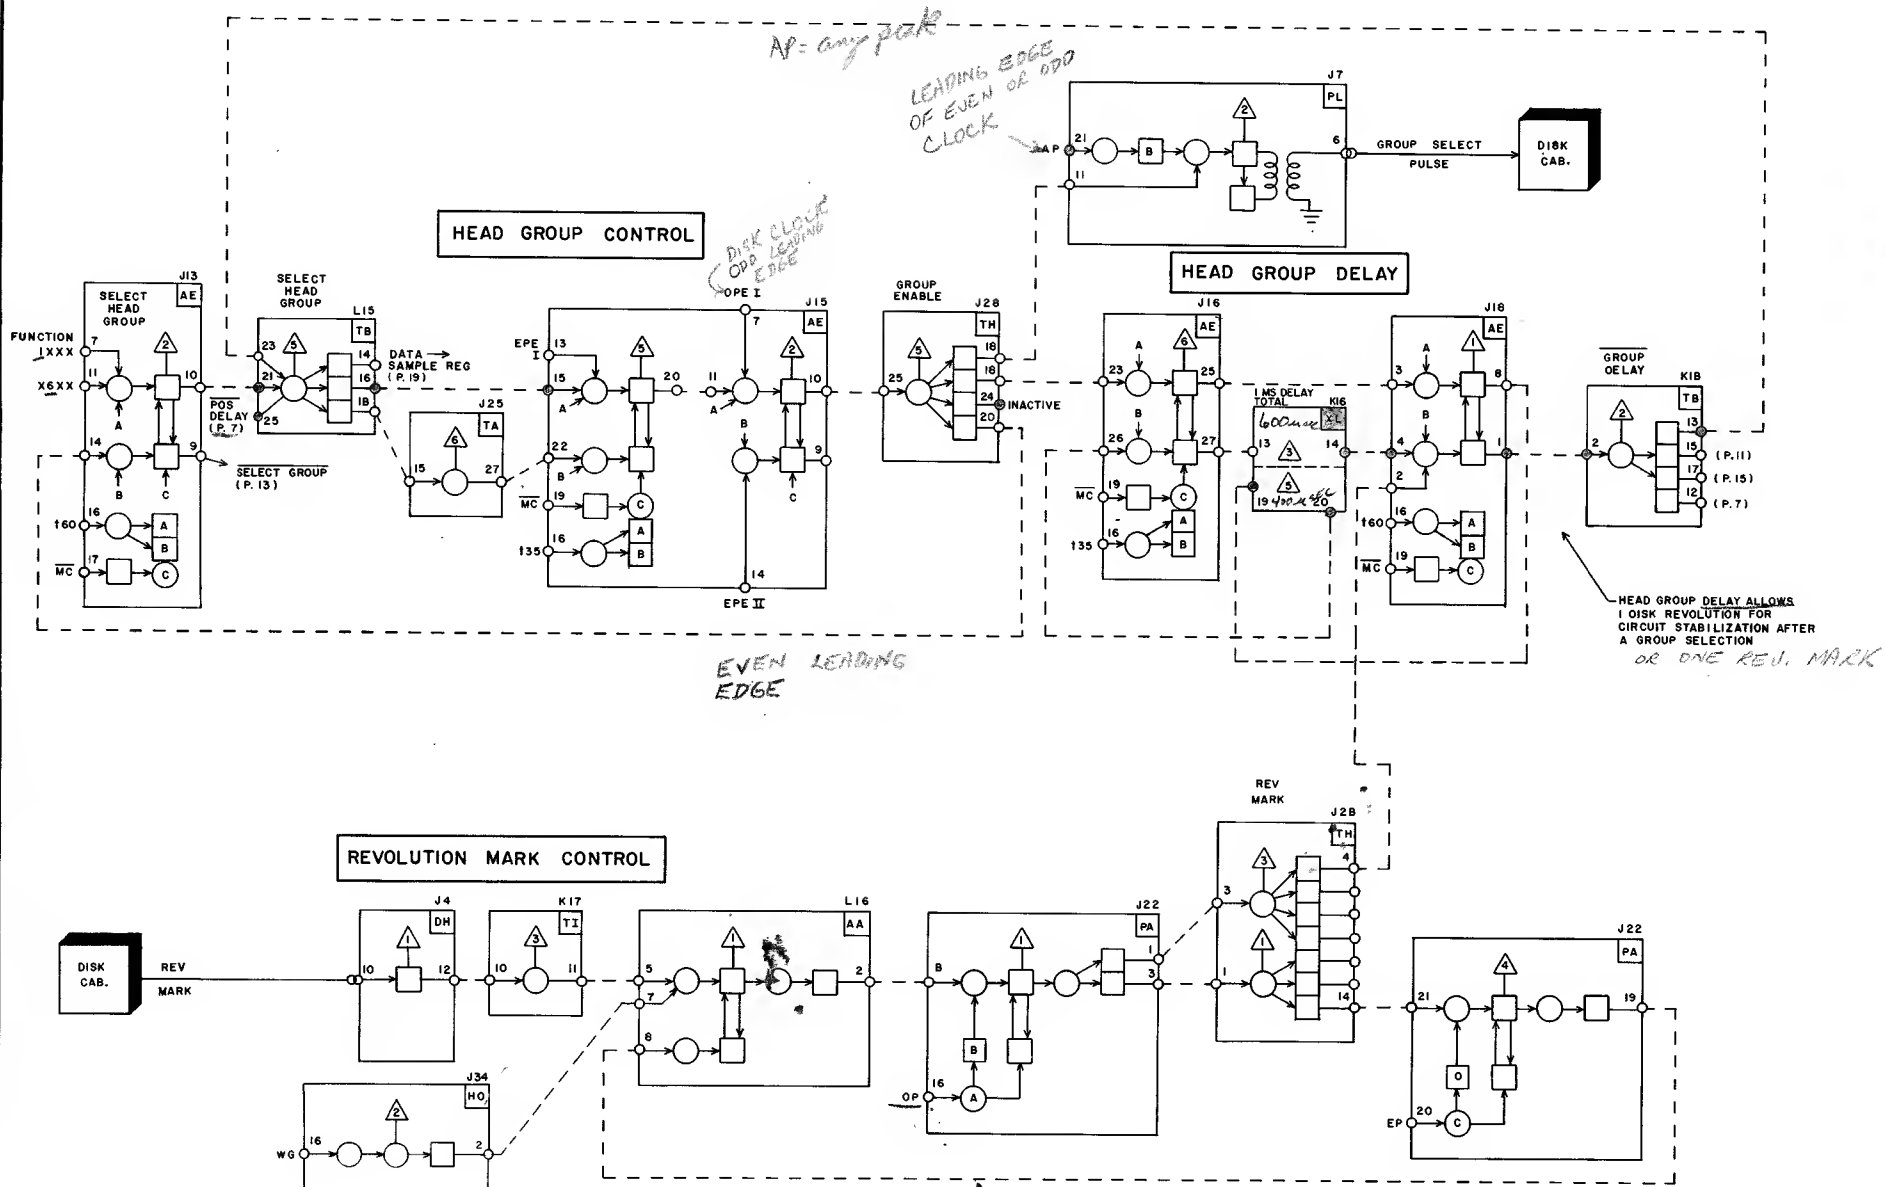 AP = any peak
LEADING EDGE
OF EVEN OR ODD
CLOCK
J7
PL
2
AP
21
B
11
6
GROUP SELECT
PULSE
DISK
CAB.
HEAD GROUP CONTROL
DISK CLOCK
ODD LEADING
EDGE
OPE I
HEAD GROUP DELAY
J13
AE
SELECT
HEAD
GROUP
2
FUNCTION
1XXX
7
X6XX
11
A
10
14
B
C
9
SELECT GROUP
(P. 13)
t60
16
A
B
MC
17
C
POS
DELAY
(P. 7)
SELECT
HEAD
GROUP
L15
TB
5
23
21
25
14
16
18
DATA →
SAMPLE REG
(P. 19)
J25
TA
6
15
27
J15
AE
EPE
I
13
15
A
5
20
11
A
7
2
10
22
B
B
9
C
MC
19
C
t35
16
A
B
14
EPE II
GROUP
ENABLE
J28
TH
5
25
18
18
24
INACTIVE
20
J16
AE
A
6
23
25
B
26
27
MC
19
C
t35
16
A
B
1 MS DELAY
TOTAL
K16
XL
600 µsec
13
14
3
5
19
400 µ SEC
20
J18
AE
A
1
3
8
B
4
1
2
t60
16
A
B
MC
19
C
GROUP
DELAY
K18
TB
2
2
13
15
(P. 11)
17
(P. 15)
12
(P. 7)
HEAD GROUP DELAY ALLOWS
1 DISK REVOLUTION FOR
CIRCUIT STABILIZATION AFTER
A GROUP SELECTION
OR ONE REV. MARK
EVEN LEADING
EDGE
REVOLUTION MARK CONTROL
DISK
CAB.
REV
MARK
J4
DH
1
10
12
K17
TI
3
10
11
L16
AA
1
5
7
8
2
J34
HO
2
WG
16
2
J22
PA
1
8
1
3
B
OP
16
A
REV
MARK
J28
TH
3
3
4
1
1
14
J22
PA
4
21
19
O
EP
20
C